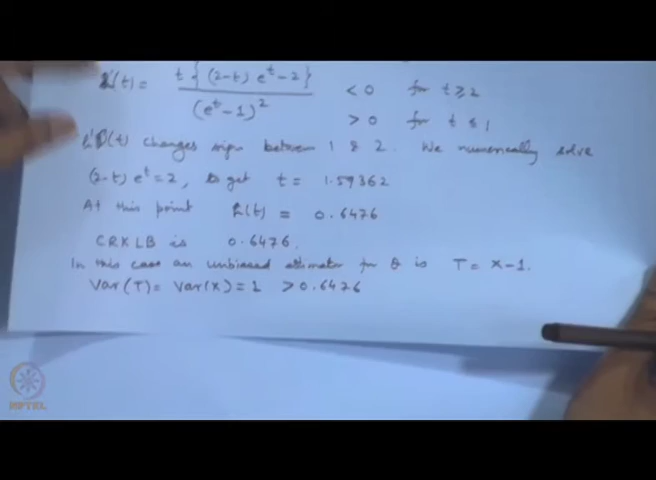 h'(t) = t { (2-t) e^t - 2 } / (e^t - 1)^2 < 0 for t ≥ 2
> 0 for t ≤ 1
h'(t) changes sign between 1 & 2. We numerically solve
(2-t) e^t = 2, to get t = 1.59362
At this point h(t) = 0.6476
CRKLB is 0.6476.
In this case an unbiased estimator for θ is T = X-1.
Var(T) = Var(X) = 1 > 0.6476
NPTEL